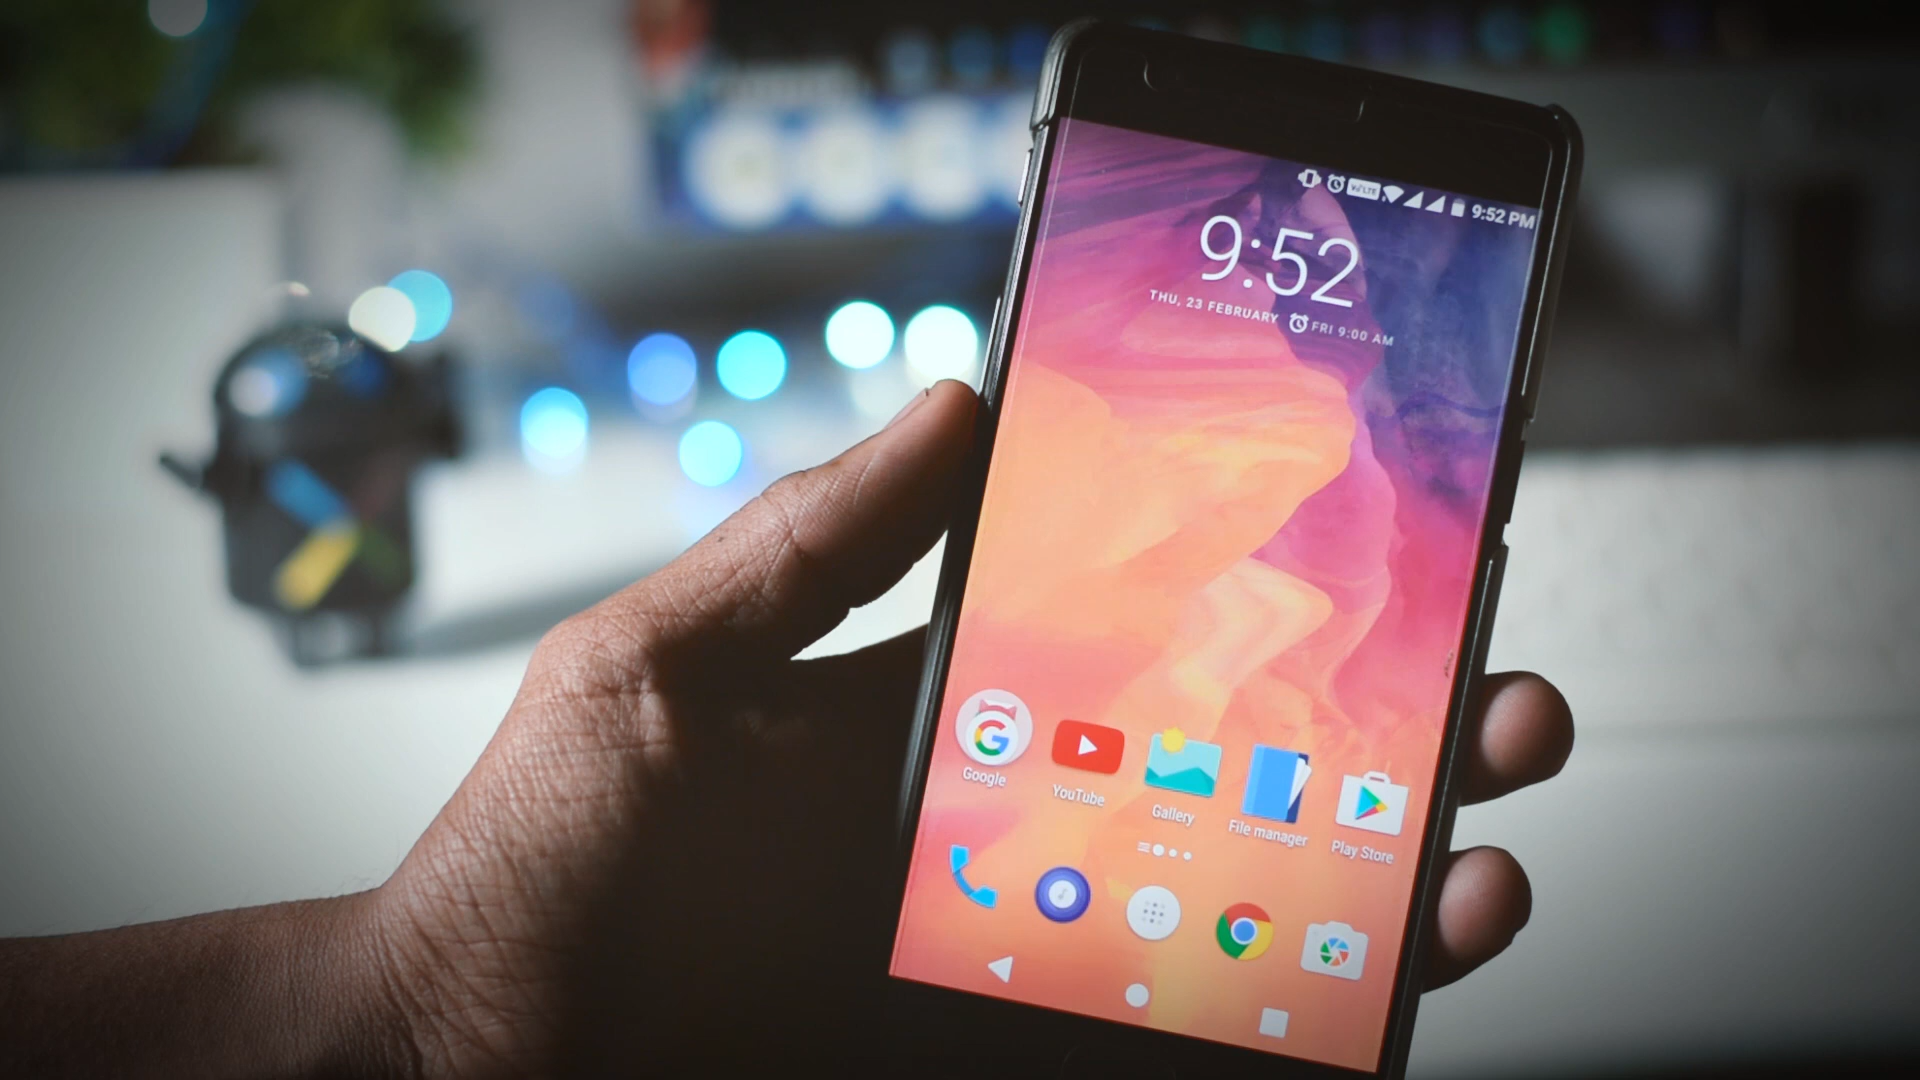 VoLTE 9:52 PM
9:52
THU, 23 FEBRUARY FRI 9:00 AM
Google
YouTube
Gallery
File manager
Play Store